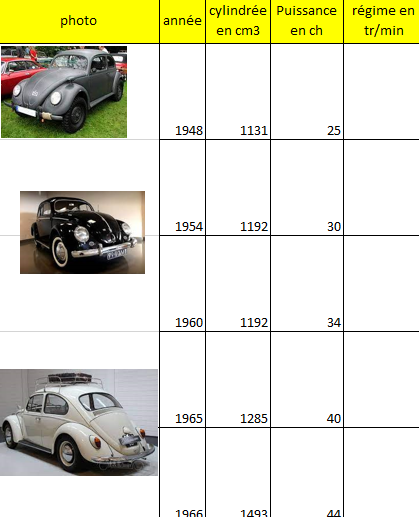 photo année cylindrée en cm3 Puissance en ch régime en tr/min
1948 1131 25
1954 1192 30
1960 1192 34
1965 1285 40
1966 1493 44